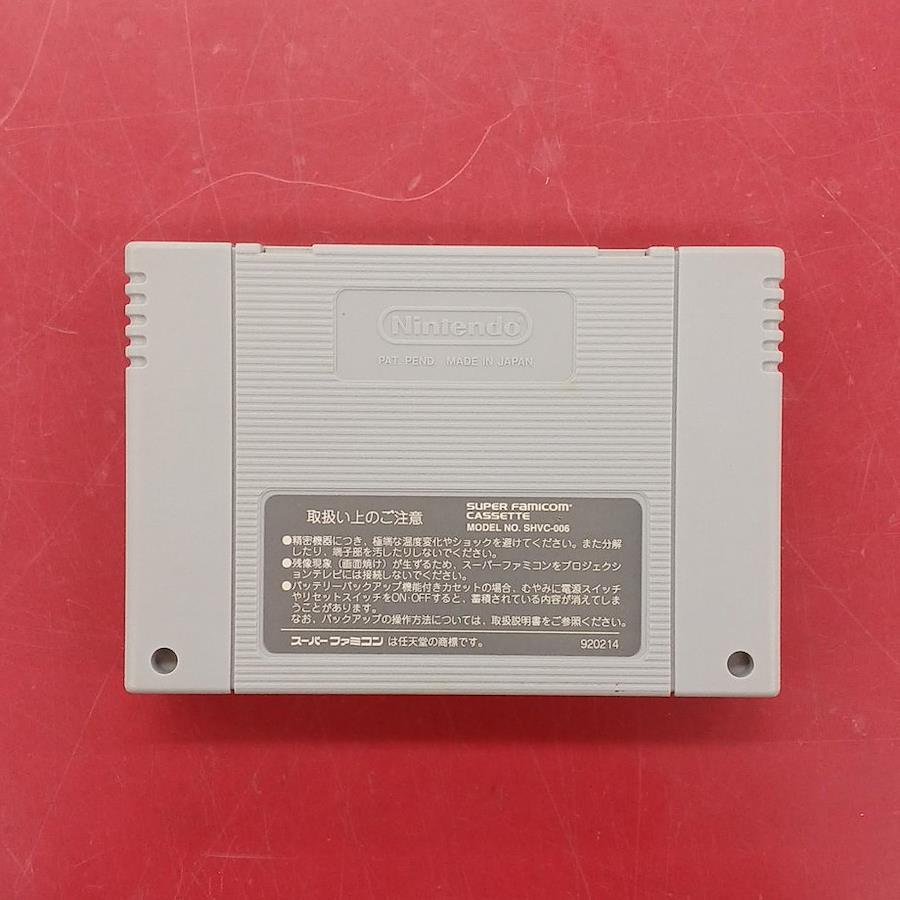 Nintendo
PAT. PEND. MADE IN JAPAN
取扱い上のご注意
SUPER FAMICOM
CASSETTE
MODEL NO. SHVC-006
●精密機器につき、極端な温度変化やショックを避けてください。また分解
したり、端子部を汚したりしないでください。
●残像現象（画面焼け）が生ずるため、スーパーファミコンをプロジェクシ
ョンテレビには接続しないでください。
●バッテリーバックアップ機能付きカセットの場合、むやみに電源スイッチ
やリセットスイッチをON・OFFすると、蓄積されている内容が消えてしま
うことがあります。
なお、バックアップの操作方法については、取扱説明書をご参照ください。
スーパーファミコンは任天堂の商標です。
920214